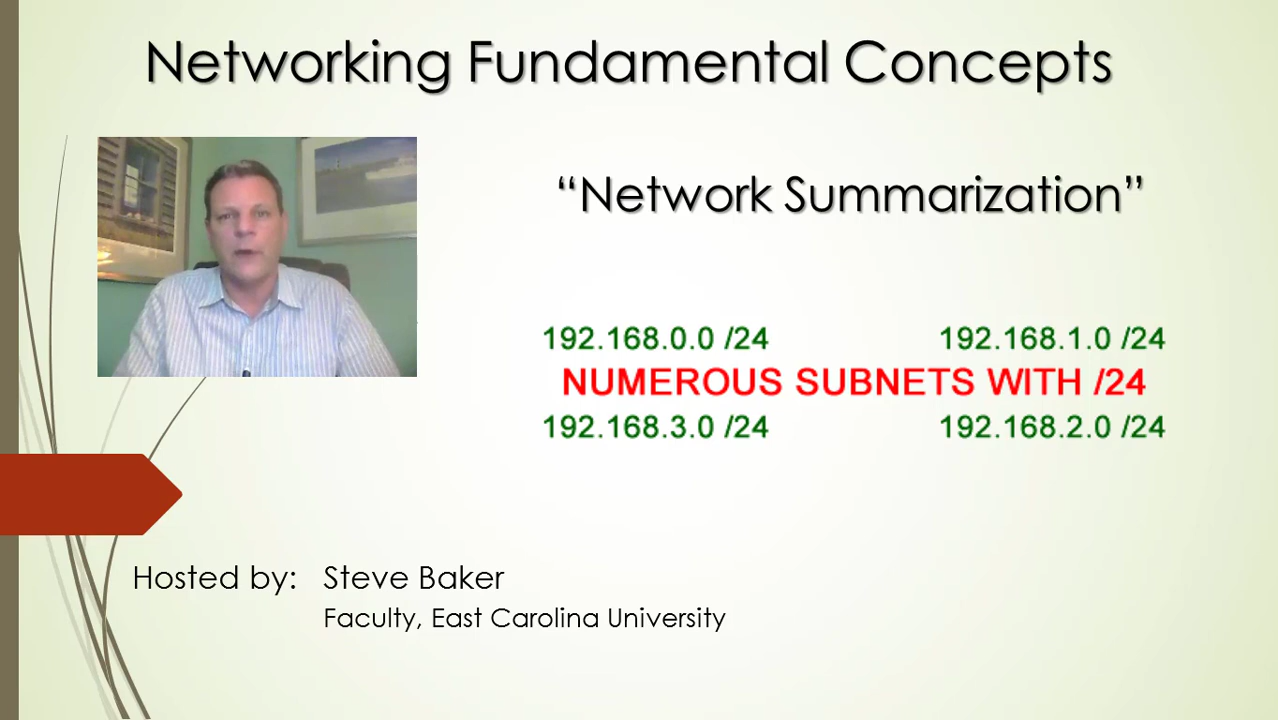 Networking Fundamental Concepts
“Network Summarization”
192.168.0.0 /24 192.168.1.0 /24
NUMEROUS SUBNETS WITH /24
192.168.3.0 /24 192.168.2.0 /24
Hosted by: Steve Baker
Faculty, East Carolina University